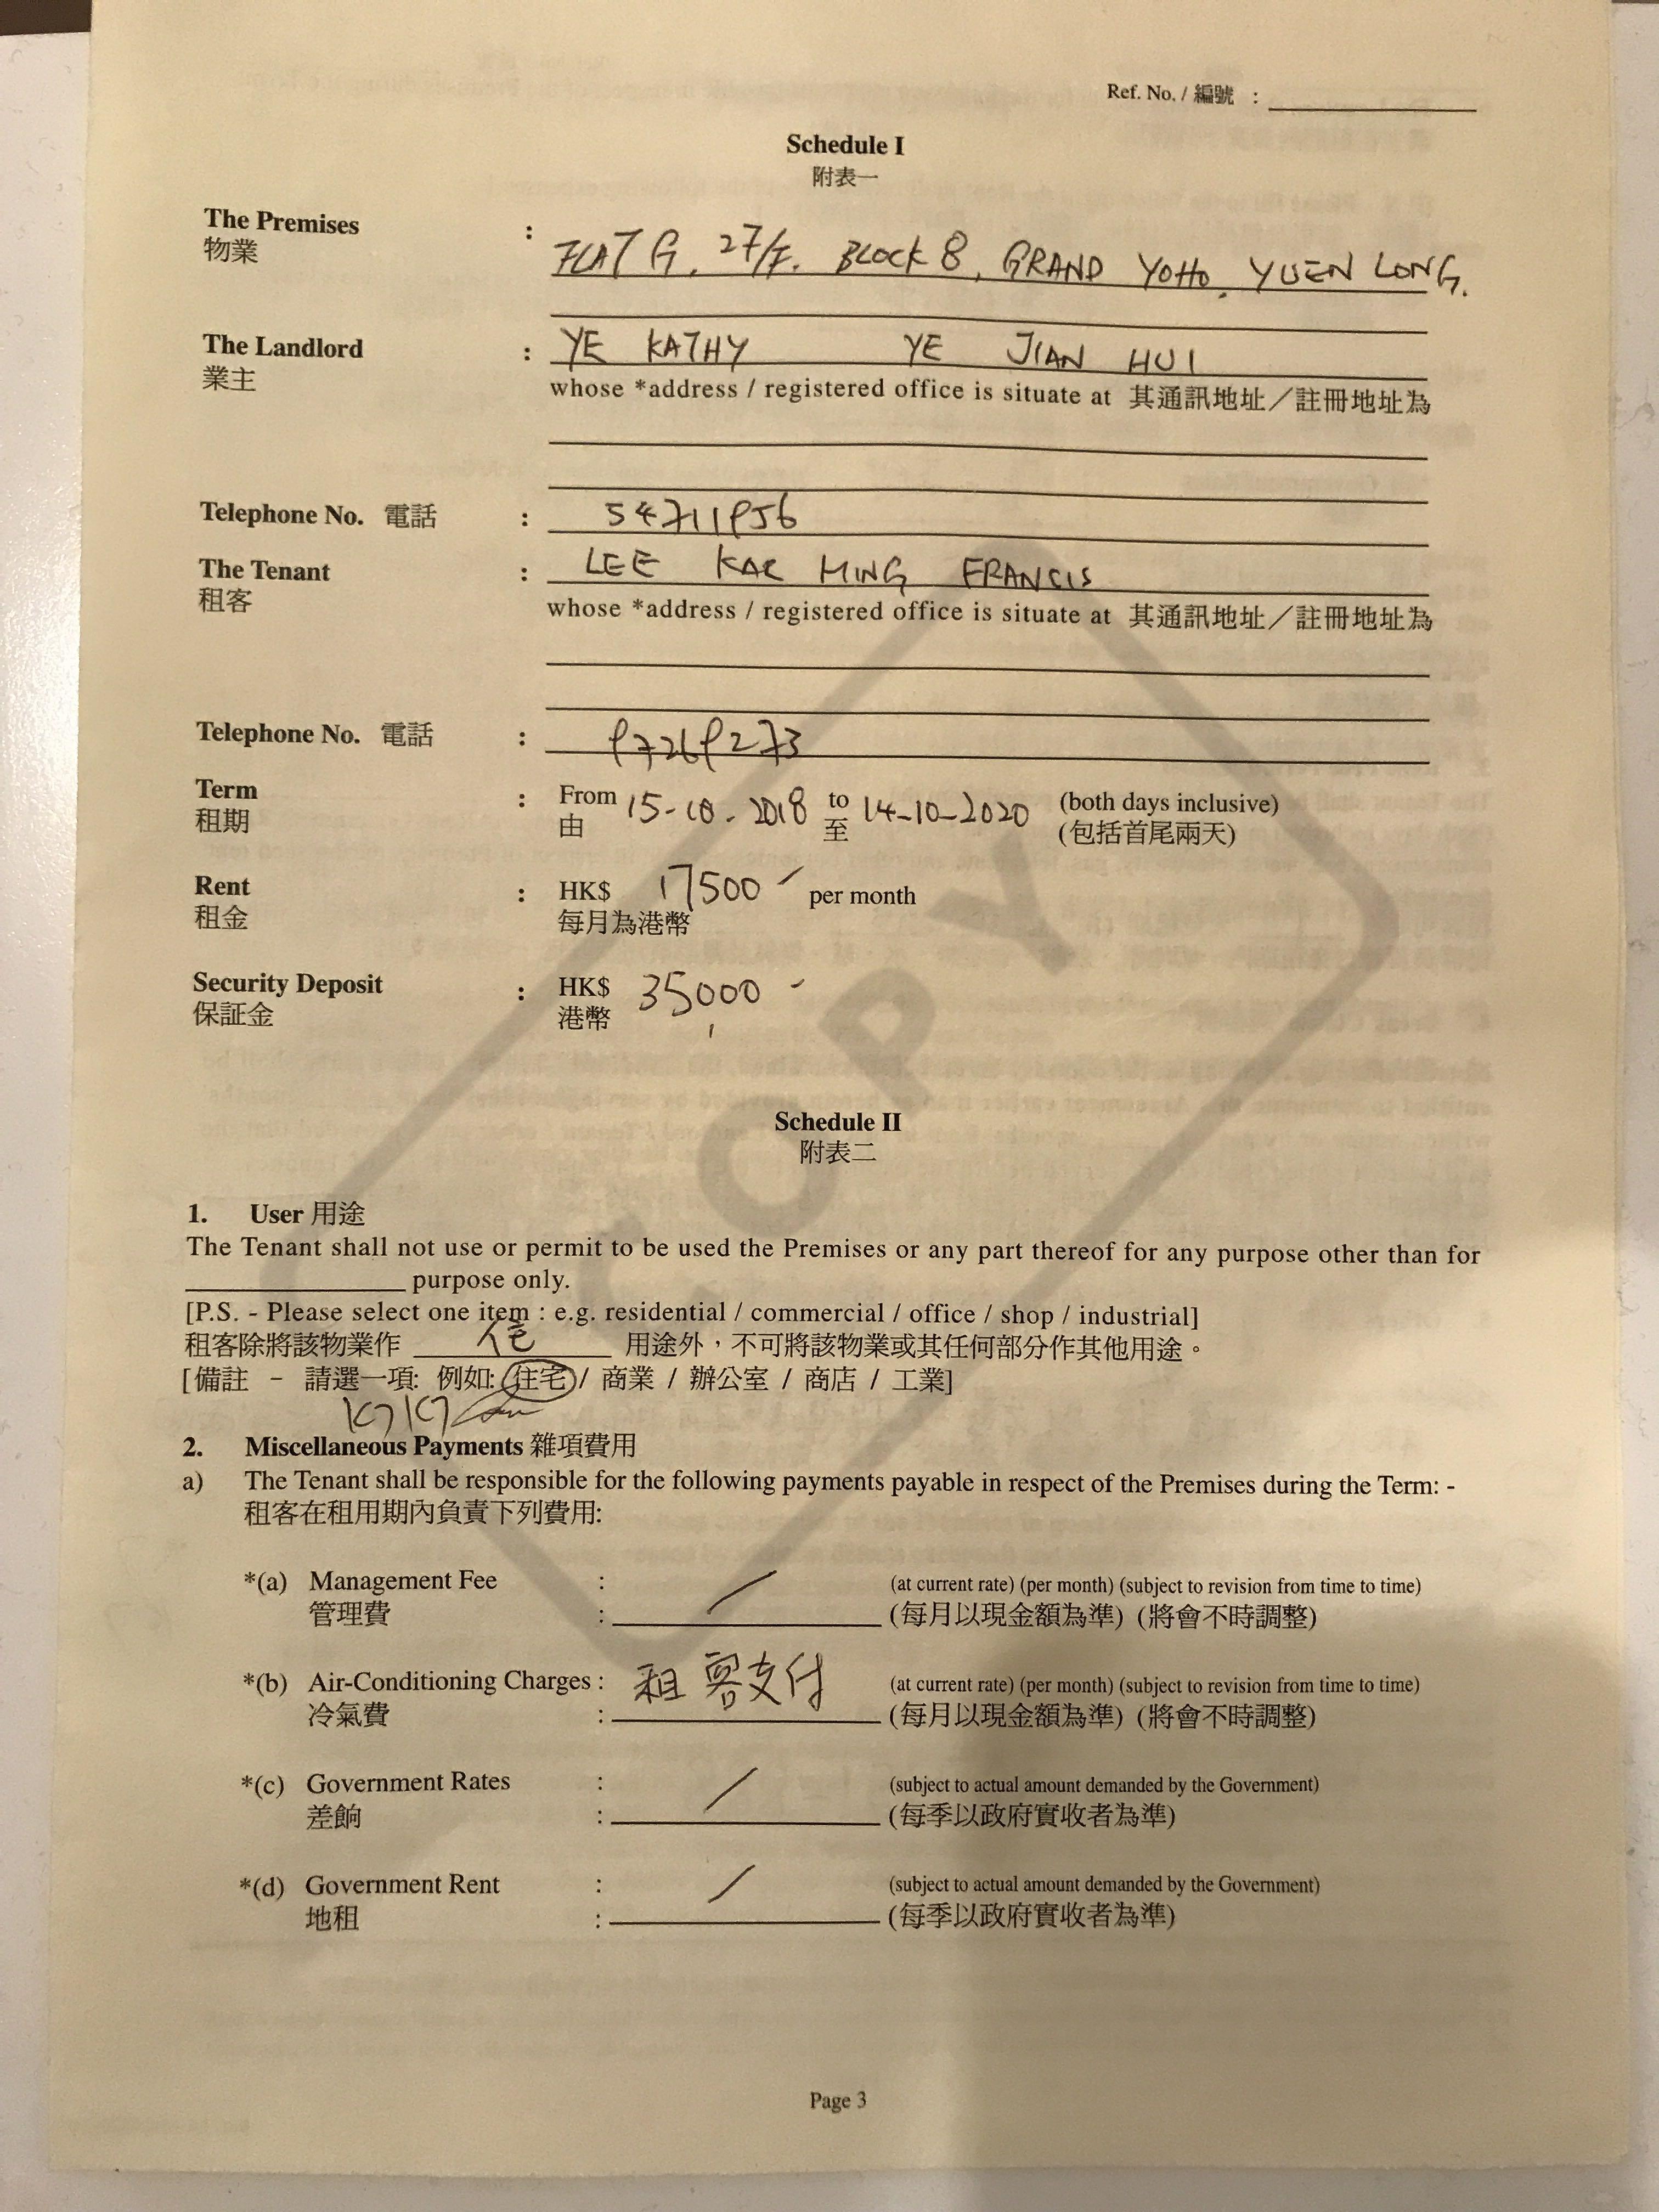 Ref. No. / 編號 :
Schedule I
附表一
The Premises : FLAT G, 27/F, BLOCK 8, GRAND YOHO, YUEN LONG.
物業
The Landlord : YE KATHY YE JIAN HUI
業主
whose *address / registered office is situate at 其通訊地址／註冊地址為
Telephone No. 電話 : 54711956
The Tenant : LEE KAR MING FRANCIS
租客
whose *address / registered office is situate at 其通訊地址／註冊地址為
Telephone No. 電話 : 97269273
Term : From 15-10-2018 to 14-10-2020 (both days inclusive)
租期 由 至 (包括首尾兩天)
Rent : HK$ 17500 per month
租金 每月為港幣
Security Deposit : HK$ 35,000
保証金 港幣
COPY
Schedule II
附表二
1. User 用途
The Tenant shall not use or permit to be used the Premises or any part thereof for any purpose other than for
purpose only.
[P.S. - Please select one item : e.g. residential / commercial / office / shop / industrial]
租客除將該物業作 住宅 用途外，不可將該物業或其任何部分作其他用途。
[備註 - 請選一項: 例如: 住宅 / 商業 / 辦公室 / 商店 / 工業]
2. Miscellaneous Payments 雜項費用
a) The Tenant shall be responsible for the following payments payable in respect of the Premises during the Term: -
租客在租用期內負責下列費用:
*(a) Management Fee : / (at current rate) (per month) (subject to revision from time to time)
管理費 : (每月以現金額為準) (將會不時調整)
*(b) Air-Conditioning Charges : 租客支付 (at current rate) (per month) (subject to revision from time to time)
冷氣費 : (每月以現金額為準) (將會不時調整)
*(c) Government Rates : / (subject to actual amount demanded by the Government)
差餉 : (每季以政府實收者為準)
*(d) Government Rent : / (subject to actual amount demanded by the Government)
地租 : (每季以政府實收者為準)
Page 3